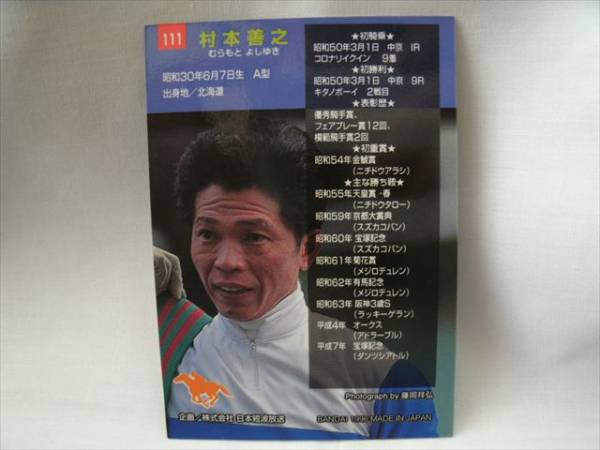 111 村本善之
むらもと よしゆき
昭和30年6月7日生 A型
出身地／北海道
★初騎乗★
昭和50年3月1日 中京 1R
コロナリイクイン 9着
★初勝利★
昭和50年3月1日 中京 9R
キタノボーイ 2戦目
★表彰歴★
優秀騎手賞、
フェアプレー賞12回、
模範騎手賞2回
★初重賞★
昭和54年 金鯱賞
(ニチドウアラシ)
★主な勝ち鞍★
昭和55年 天皇賞・春
(ニチドウタロー)
昭和59年 京都大賞典
(スズカコバン)
昭和60年 宝塚記念
(スズカコバン)
昭和61年 菊花賞
(メジロデュレン)
昭和62年 有馬記念
(メジロデュレン)
昭和63年 阪神3歳S
(ラッキーゲラン)
平成4年 オークス
(アドラーブル)
平成7年 宝塚記念
(ダンツシアトル)
Photograph by 藤岡祥弘
企画／株式会社 日本短波放送
BANDAI 1996 MADE IN JAPAN